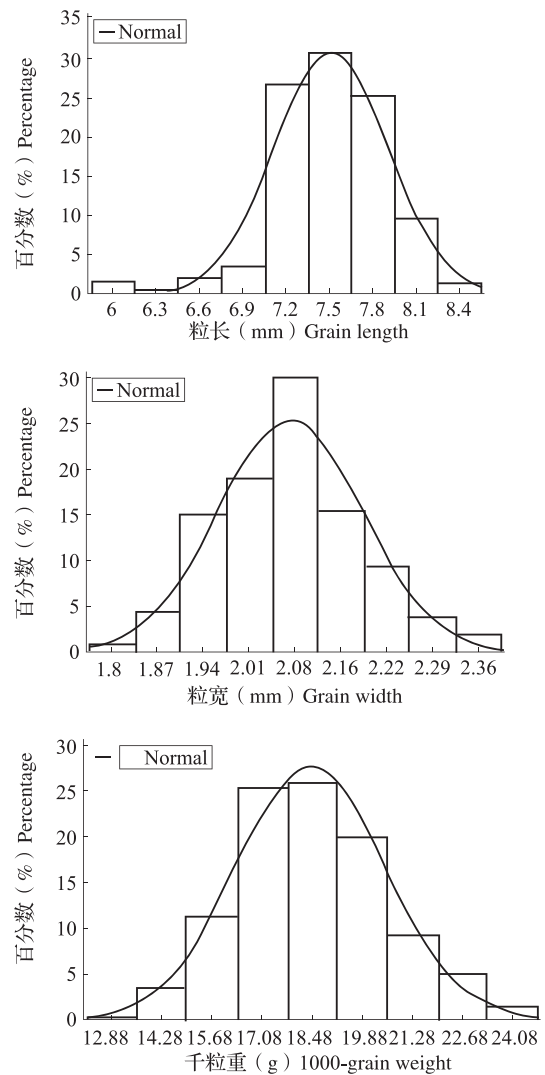 35
Normal
30
25
20
15
10
5
0
百分数（%）Percentage
6 6.3 6.6 6.9 7.2 7.5 7.8 8.1 8.4
粒长（mm）Grain length
30
Normal
25
20
15
10
5
0
百分数（%）Percentage
1.8 1.87 1.94 2.01 2.08 2.16 2.22 2.29 2.36
粒宽（mm）Grain width
30
Normal
25
20
15
10
5
0
百分数（%）Percentage
12.88 14.28 15.68 17.08 18.48 19.88 21.28 22.68 24.08
千粒重（g）1000-grain weight